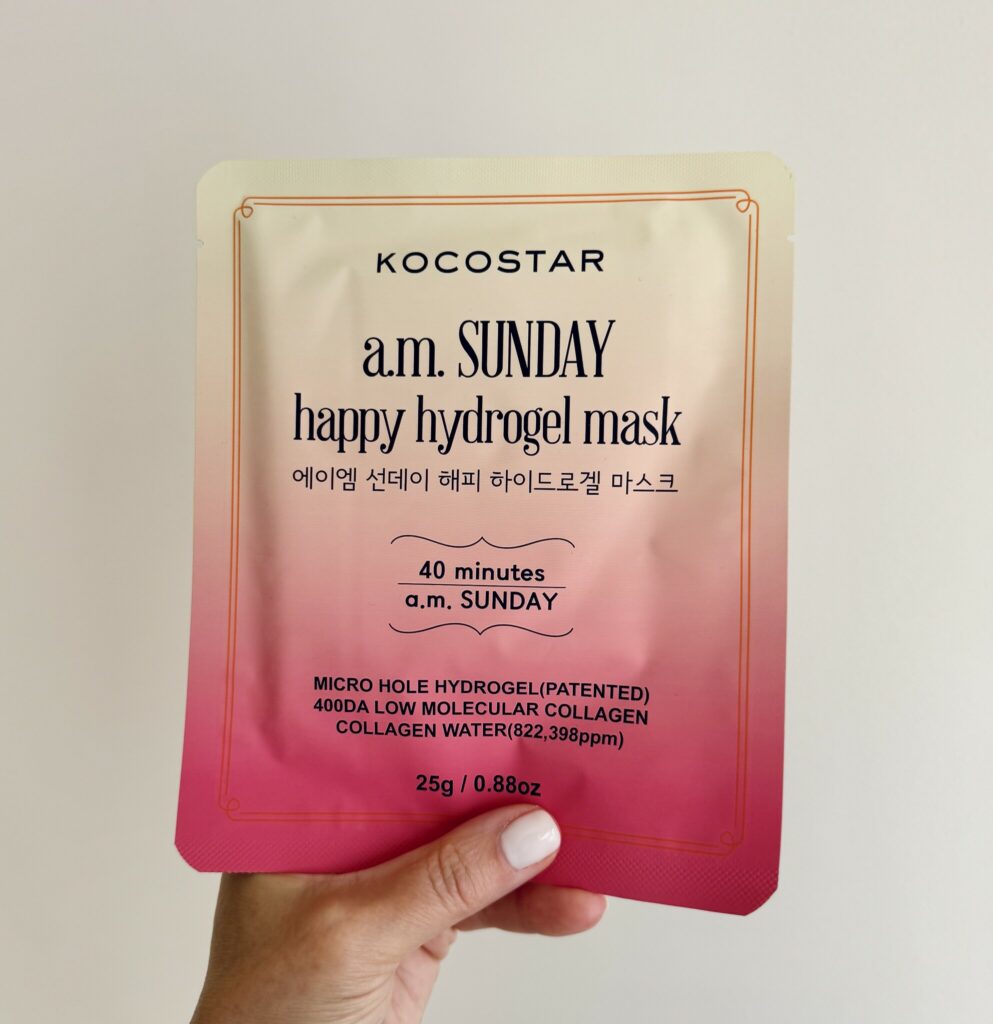 KOCOSTAR
a.m. SUNDAY
happy hydrogel mask
에이엠 선데이 해피 하이드로겔 마스크
40 minutes
a.m. SUNDAY
MICRO HOLE HYDROGEL(PATENTED)
400DA LOW MOLECULAR COLLAGEN
COLLAGEN WATER(822,398ppm)
25g / 0.88oz